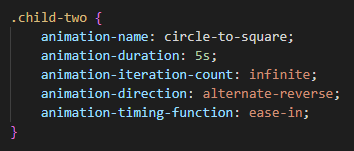 .child-two {
    animation-name: circle-to-square;
    animation-duration: 5s;
    animation-iteration-count: infinite;
    animation-direction: alternate-reverse;
    animation-timing-function: ease-in;
}